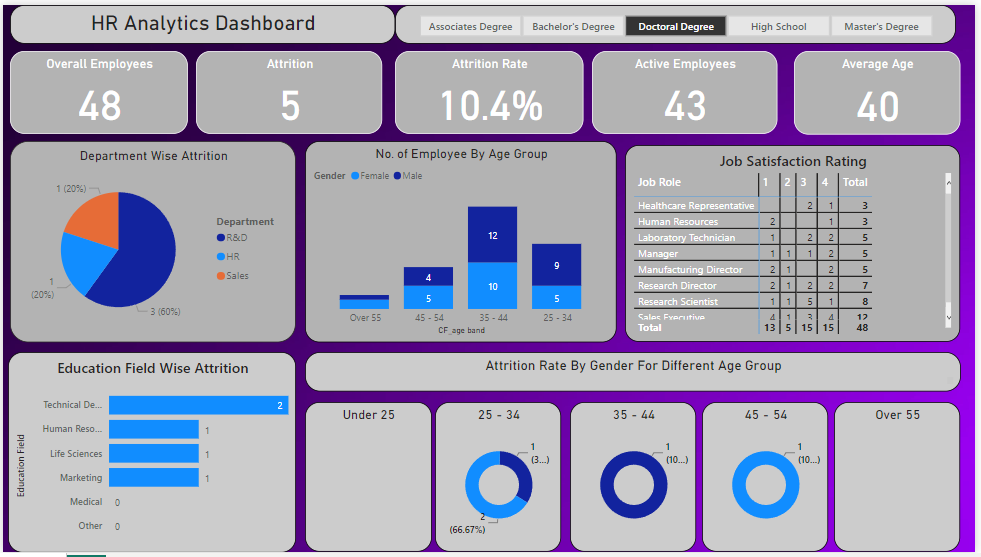 HR Analytics Dashboard
Associates Degree
Bachelor's Degree
Doctoral Degree
High School
Master's Degree
Overall Employees
48
Attrition
5
Attrition Rate
10.4%
Active Employees
43
Average Age
40
Department Wise Attrition
1 (20%)
1
(20%)
3 (60%)
Department
R&D
HR
Sales
No. of Employee By Age Group
Gender Female Male
12
10
9
5
4
5
Over 55
45 - 54
35 - 44
25 - 34
CF_age band
Job Satisfaction Rating
Job Role 1 2 3 4 Total
Healthcare Representative 2 1 3
Human Resources 2 1 3
Laboratory Technician 1 2 2 5
Manager 1 1 1 2 5
Manufacturing Director 2 1 2 5
Research Director 2 1 2 2 7
Research Scientist 1 1 5 1 8
Sales Executive 4 1 3 4 12
Total 13 5 15 15 48
Education Field Wise Attrition
Education Field
Technical De... 2
Human Reso... 1
Life Sciences 1
Marketing 1
Medical 0
Other 0
Attrition Rate By Gender For Different Age Group
Under 25
25 - 34
1
(3...)
2
(66.67%)
35 - 44
1
(10...)
45 - 54
1
(10...)
Over 55